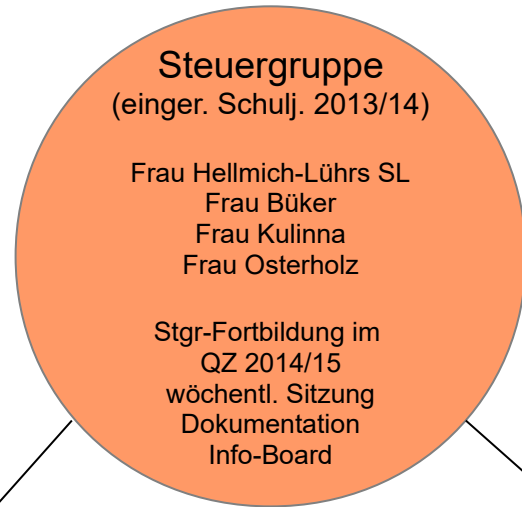 Steuergruppe
(einger. Schulj. 2013/14)
Frau Hellmich-Lührs SL
Frau Büker
Frau Kulinna
Frau Osterholz
Stgr-Fortbildung im
QZ 2014/15
wöchentl. Sitzung
Dokumentation
Info-Board